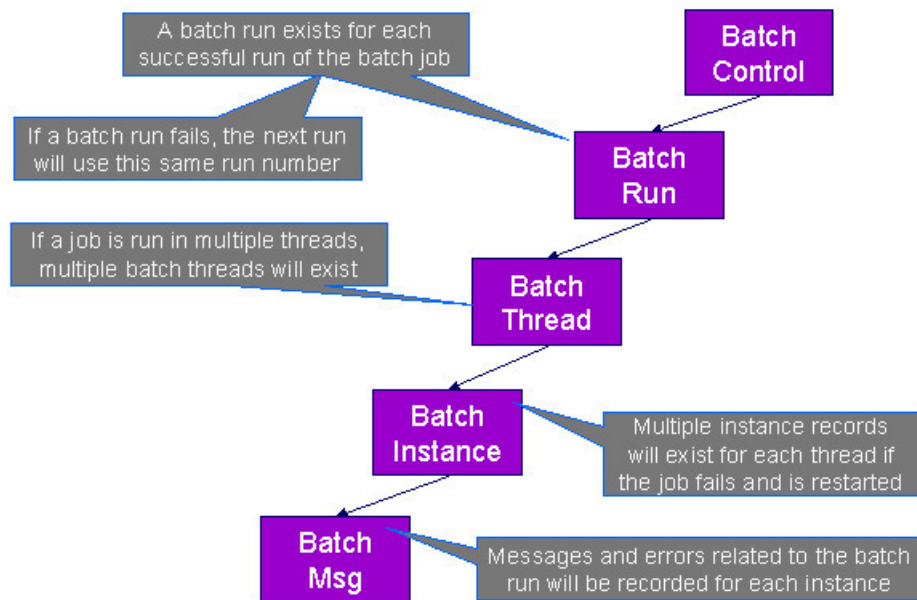 A batch run exists for each
successful run of the batch job
Batch
Control
If a batch run fails, the next run
will use this same run number
Batch
Run
If a job is run in multiple threads,
multiple batch threads will exist
Batch
Thread
Batch
Instance
Multiple instance records
will exist for each thread if
the job fails and is restarted
Batch
Msg
Messages and errors related to the batch
run will be recorded for each instance